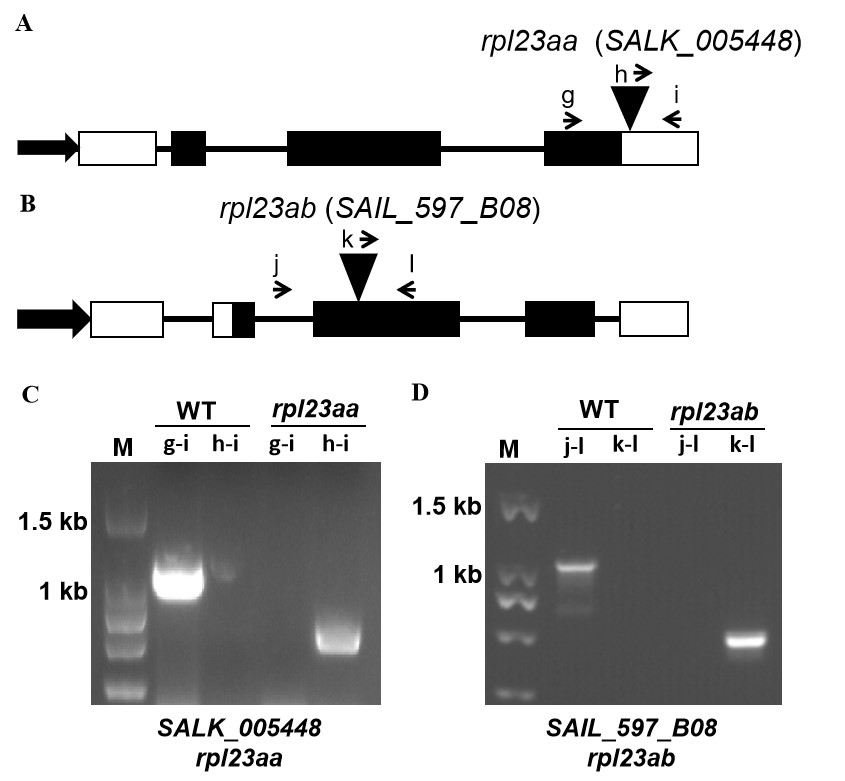 A
rpl23aa (SALK_005448)
h
g
i
B
rpl23ab (SAIL_597_B08)
k
j
l
C
D
WT
rpl23aa
WT
rpl23ab
M
g-i
h-i
g-i
h-i
M
j-l
k-l
j-l
k-l
1.5 kb
1 kb
1.5 kb
1 kb
SALK_005448
rpl23aa
SAIL_597_B08
rpl23ab